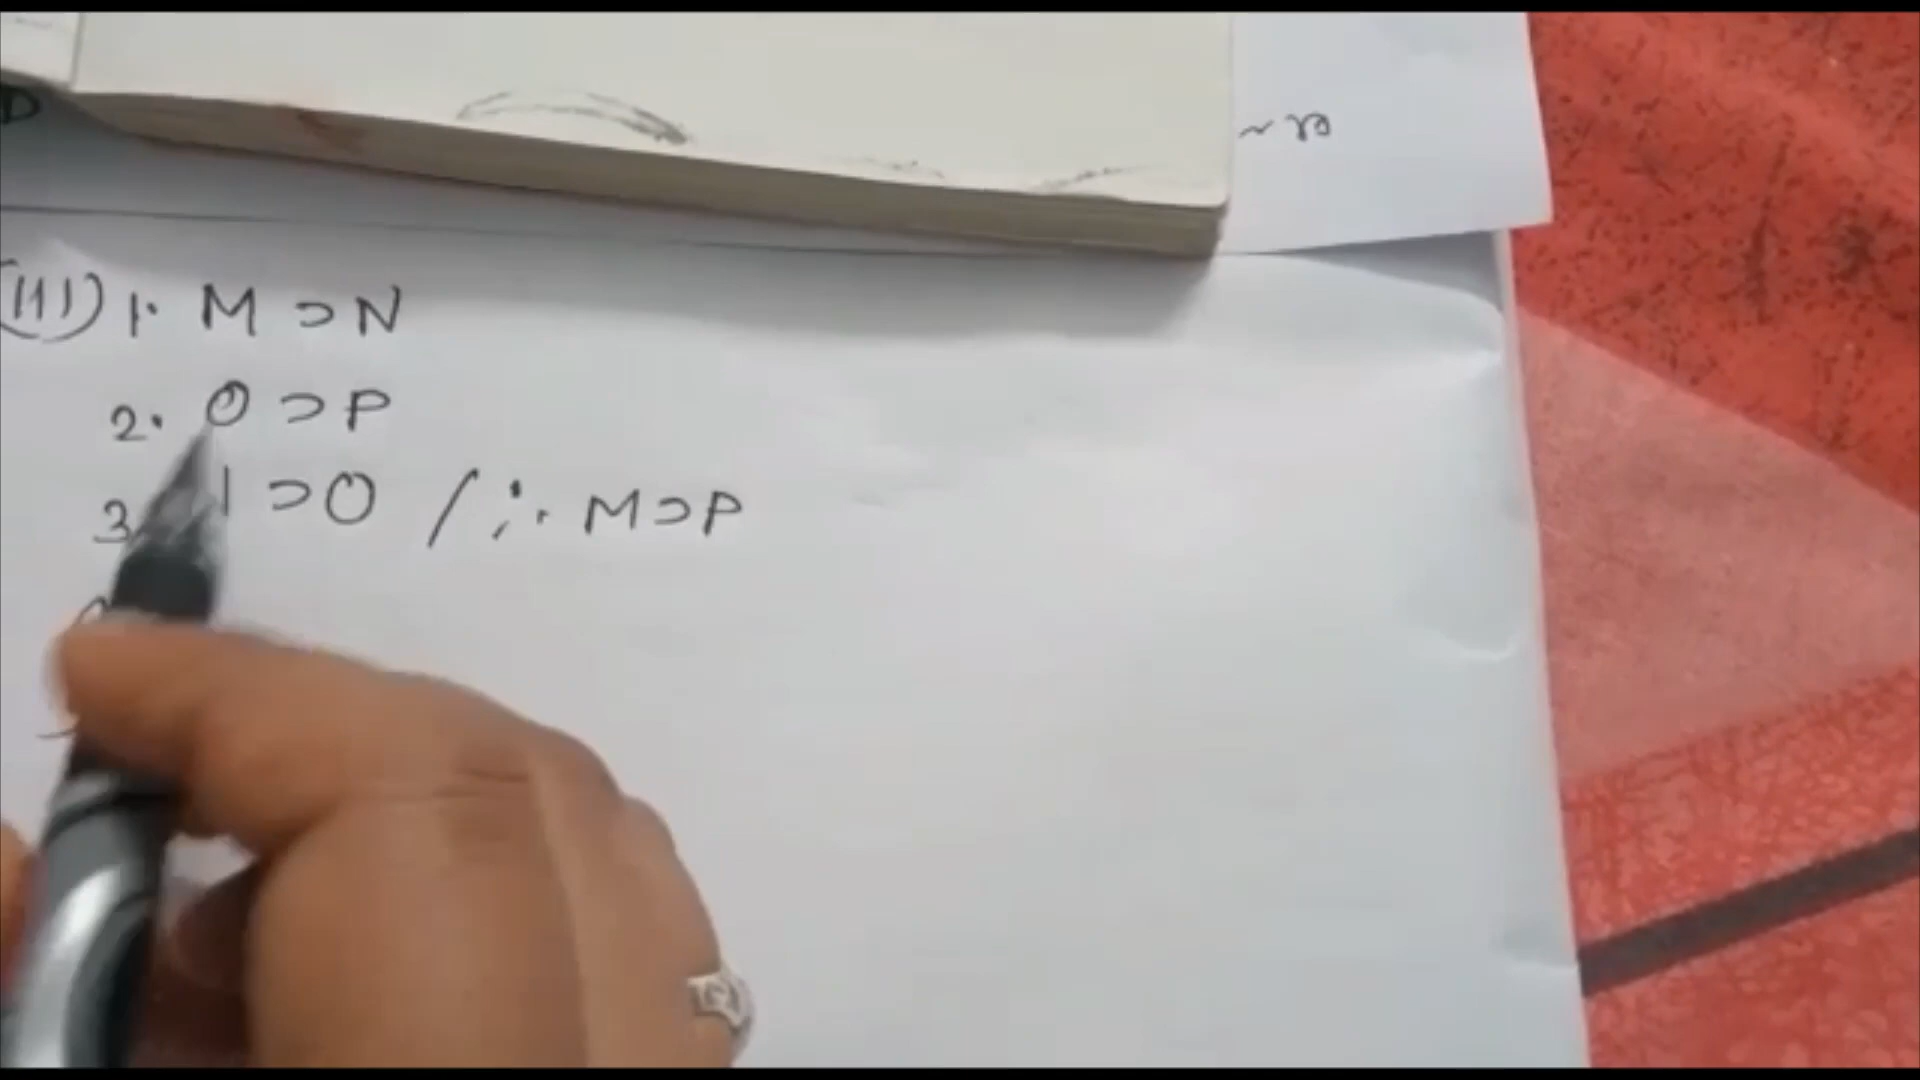 ~ B
(III) 1. M ⊃ N
2. O ⊃ P
3. ⊃ O / ∴ M ⊃ P